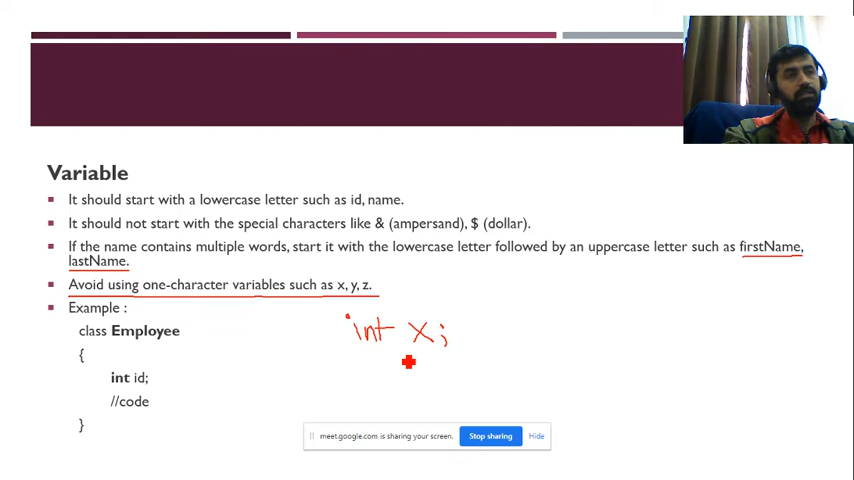 Variable
It should start with a lowercase letter such as id, name.
It should not start with the special characters like & (ampersand), $ (dollar).
If the name contains multiple words, start it with the lowercase letter followed by an uppercase letter such as firstName,
lastName.
Avoid using one-character variables such as x, y, z.
Example :
class Employee
{
int id;
//code
}
int x;
meet.google.com is sharing your screen.
Stop sharing
Hide